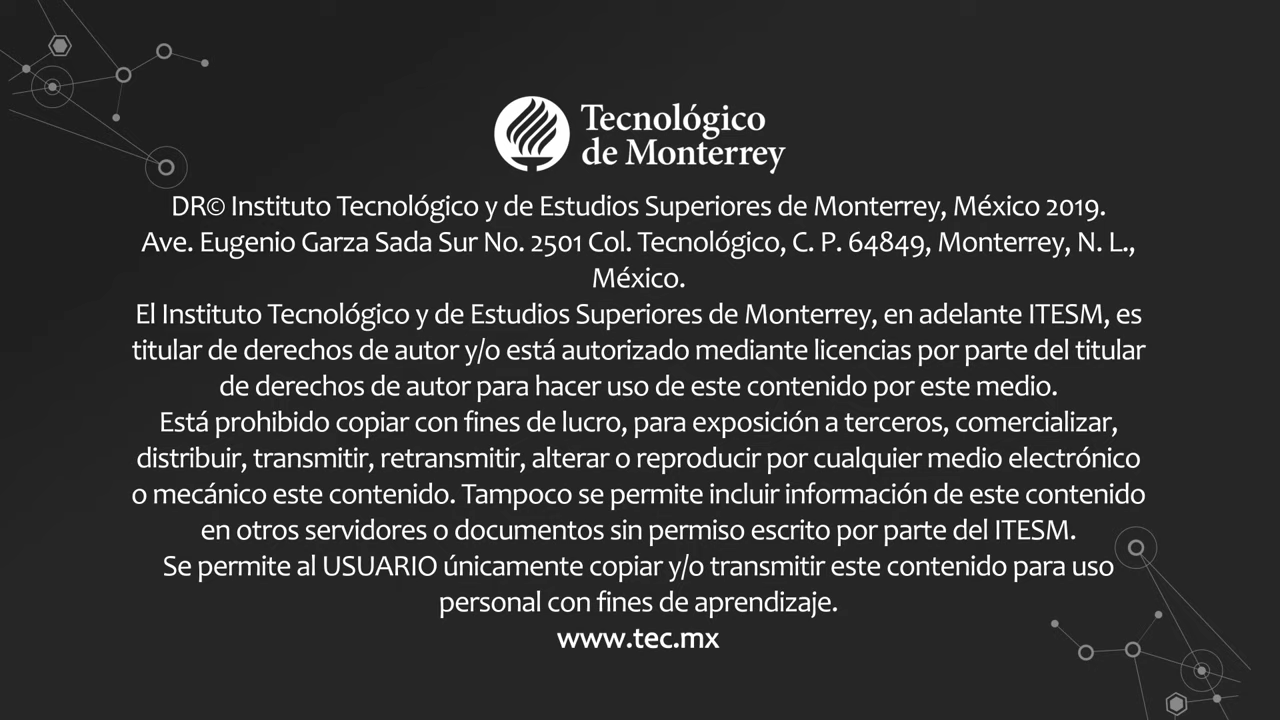 Tecnológico
de Monterrey
DR© Instituto Tecnológico y de Estudios Superiores de Monterrey, México 2019.
Ave. Eugenio Garza Sada Sur No. 2501 Col. Tecnológico, C. P. 64849, Monterrey, N. L.,
México.
El Instituto Tecnológico y de Estudios Superiores de Monterrey, en adelante ITESM, es
titular de derechos de autor y/o está autorizado mediante licencias por parte del titular
de derechos de autor para hacer uso de este contenido por este medio.
Está prohibido copiar con fines de lucro, para exposición a terceros, comercializar,
distribuir, transmitir, retransmitir, alterar o reproducir por cualquier medio electrónico
o mecánico este contenido. Tampoco se permite incluir información de este contenido
en otros servidores o documentos sin permiso escrito por parte del ITESM.
Se permite al USUARIO únicamente copiar y/o transmitir este contenido para uso
personal con fines de aprendizaje.
www.tec.mx